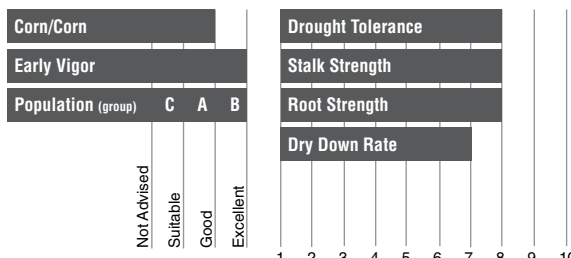 Corn/Corn
Early Vigor
Population (group) C A B
Not Advised
Suitable
Good
Excellent
Drought Tolerance
Stalk Strength
Root Strength
Dry Down Rate
1 2 3 4 5 6 7 8 9 10